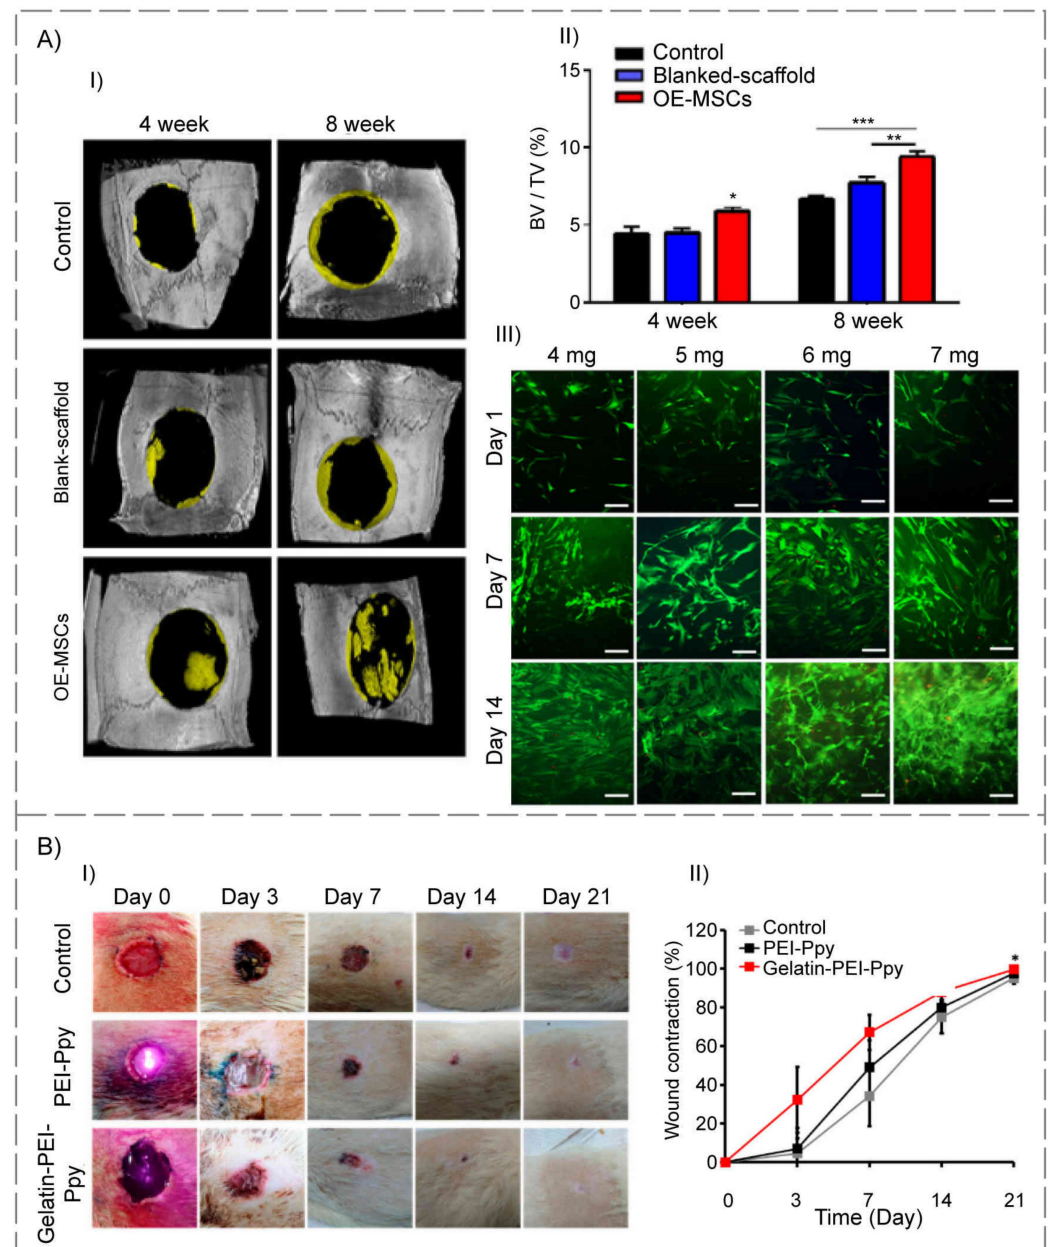 A)
I)
4 week
8 week
Control
Blank-scaffold
OE-MSCs
II)
Control
Blanked-scaffold
OE-MSCs
BV / TV (%)
15
10
5
0
***
**
*
4 week
8 week
III)
4 mg
5 mg
6 mg
7 mg
Day 1
Day 7
Day 14
B)
I)
Day 0
Day 3
Day 7
Day 14
Day 21
Control
PEI-Ppy
Gelatin-PEI-
Ppy
II)
Control
PEI-Ppy
Gelatin-PEI-Ppy
Wound contraction (%)
120
100
80
60
40
20
0
*
0
3
7
14
21
Time (Day)